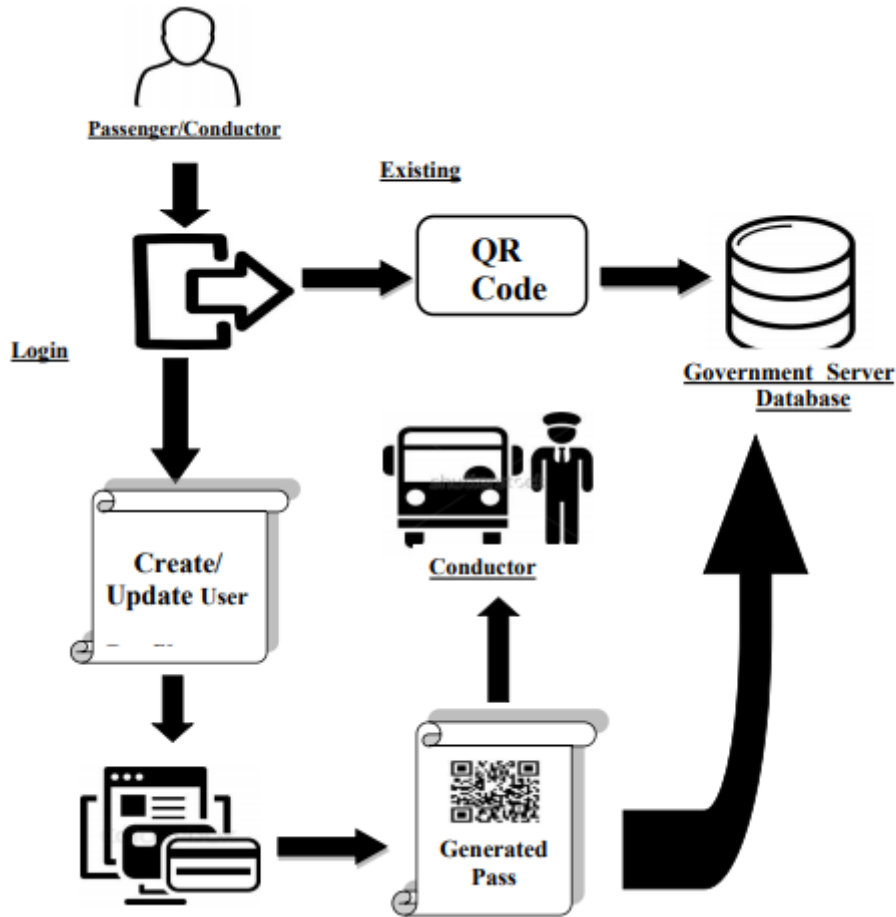 Passenger/Conductor
Existing
QR
Code
Login
Government Server
Database
Create/
Update User
Conductor
Generated
Pass